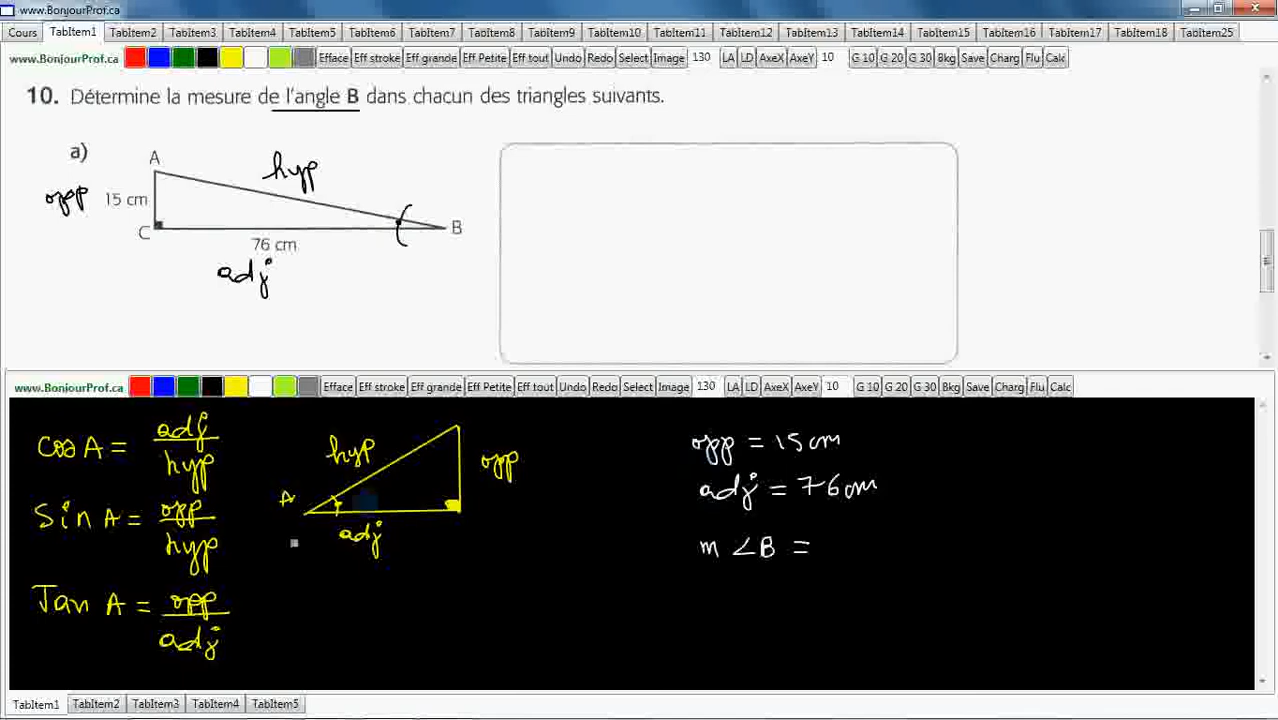 www.BonjourProf.ca
Cours TabItem1 TabItem2 TabItem3 TabItem4 TabItem5 TabItem6 TabItem7 TabItem8 TabItem9 TabItem10 TabItem11 TabItem12 TabItem13 TabItem14 TabItem15 TabItem16 TabItem17 TabItem18 TabItem25
www.BonjourProf.ca Efface Eff stroke Eff grande Eff Petite Eff tout Undo Redo Select Image 130 LA LD AxeX AxeY 10 G 10 G 20 G 30 Bkg Save Charg Flu Calc
10. Détermine la mesure de l'angle B dans chacun des triangles suivants.
a)
A
hyp
opp 15 cm
C
B
76 cm
adj
www.BonjourProf.ca Efface Eff stroke Eff grande Eff Petite Eff tout Undo Redo Select Image 130 LA LD AxeX AxeY 10 G 10 G 20 G 30 Bkg Save Charg Flu Calc
cos A = adj
hyp
Sin A = opp
hyp
Tan A = opp
adj
hyp
opp
A
adj
opp = 15 cm
adj = 76 cm
m ∠B =
TabItem1 TabItem2 TabItem3 TabItem4 TabItem5